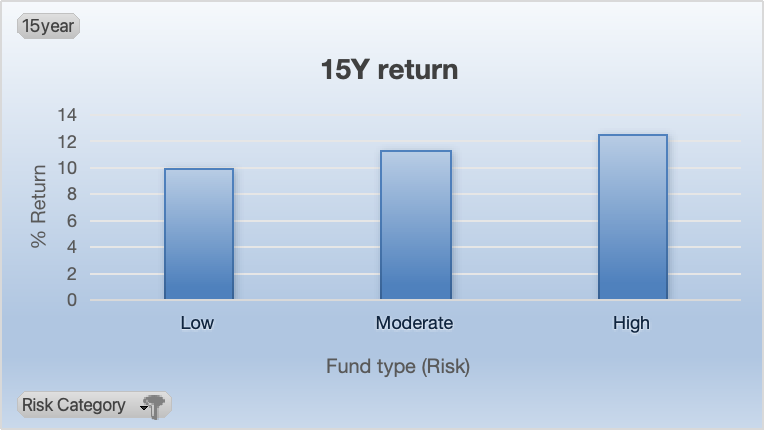 15year
15Y return
14
12
10
8
6
4
2
0
% Return
Low Moderate High
Fund type (Risk)
Risk Category